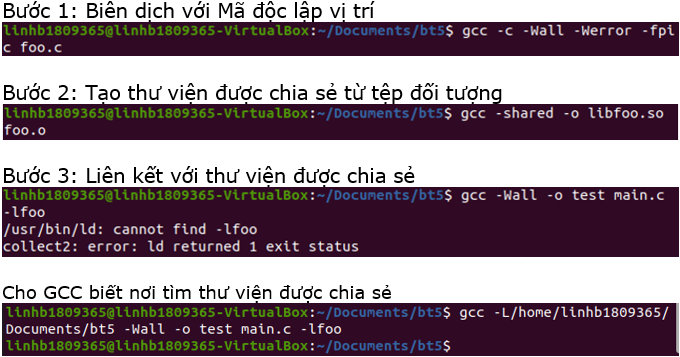 Bước 1: Biên dịch với Mã độc lập vị trí
linhb1809365@linhb1809365-VirtualBox:~/Documents/bt5$ gcc -c -Wall -Werror -fpi
c foo.c
Bước 2: Tạo thư viện được chia sẻ từ tệp đối tượng
linhb1809365@linhb1809365-VirtualBox:~/Documents/bt5$ gcc -shared -o libfoo.so
foo.o
Bước 3: Liên kết với thư viện được chia sẻ
linhb1809365@linhb1809365-VirtualBox:~/Documents/bt5$ gcc -Wall -o test main.c
-lfoo
/usr/bin/ld: cannot find -lfoo
collect2: error: ld returned 1 exit status
Cho GCC biết nơi tìm thư viện được chia sẻ
linhb1809365@linhb1809365-VirtualBox:~/Documents/bt5$ gcc -L/home/linhb1809365/
Documents/bt5 -Wall -o test main.c -lfoo
linhb1809365@linhb1809365-VirtualBox:~/Documents/bt5$